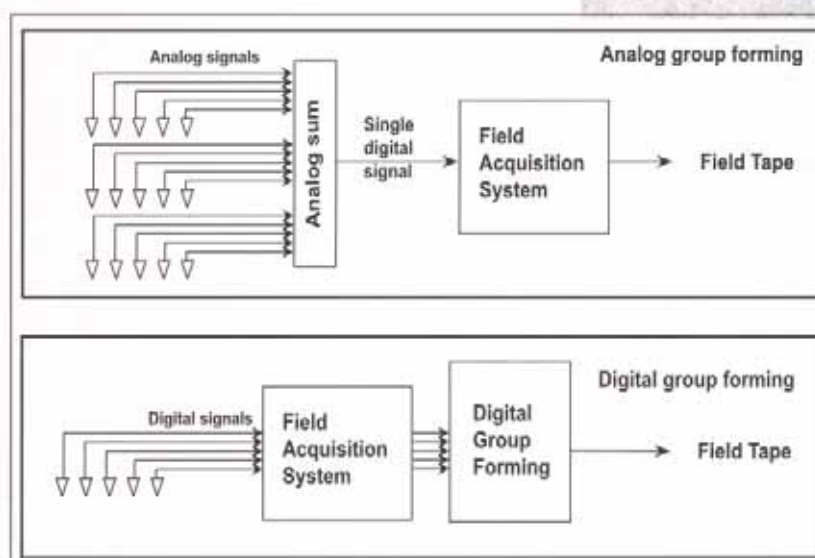 Analog group forming
Analog signals
Analog sum
Single
digital
signal
Field
Acquisition
System
Field Tape
Digital group forming
Digital signals
Field
Acquisition
System
Digital
Group
Forming
Field Tape